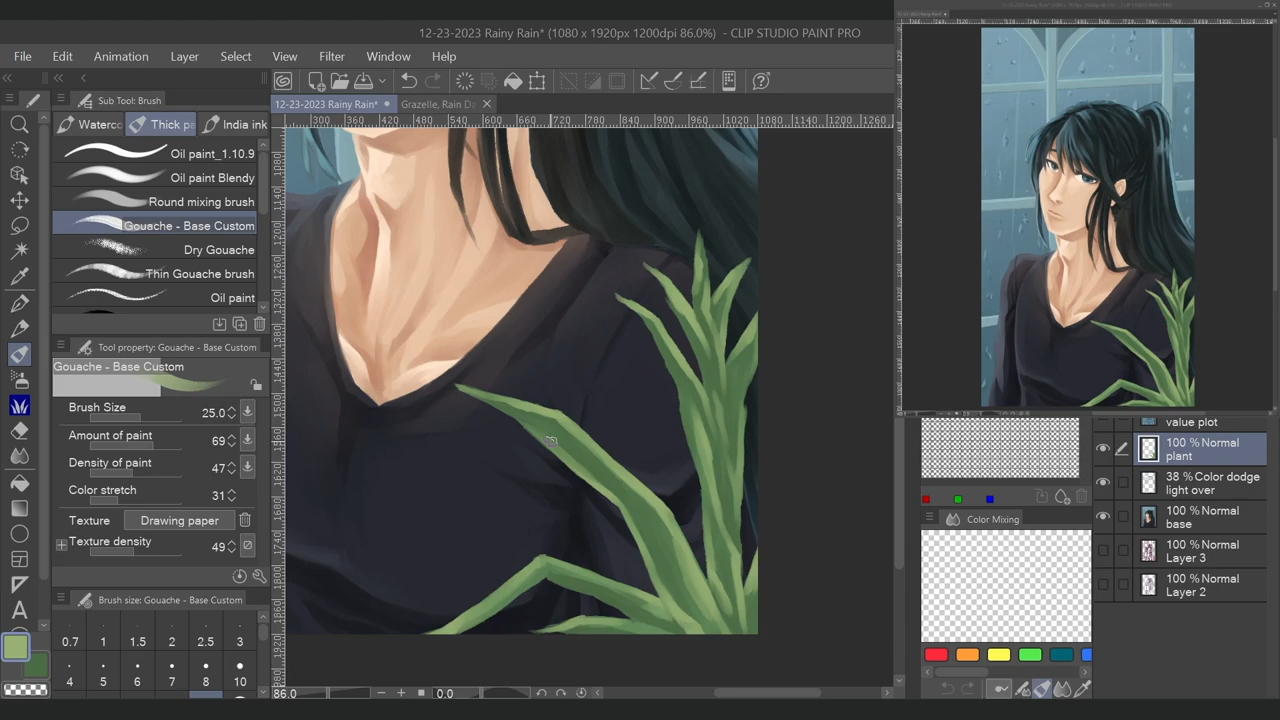 12-23-2023 Rainy Rain* (1080 x 1920px 1200dpi 86.0%) - CLIP STUDIO PAINT PRO
File Edit Animation Layer Select View Filter Window Help
Sub Tool: Brush
12-23-2023 Rainy Rain* Grazelle, Rain Da
Waterco Thick pa India ink
300 360 420 480 540 600 660 720 780 840 900 960 1020 1080 1140 1200 1260
Oil paint_1.10.9
Oil paint Blendy
Round mixing brush
Gouache - Base Custom
Dry Gouache
Thin Gouache brush
Oil paint
Tool property: Gouache - Base Custom
Gouache - Base Custom
Brush Size 25.0
Amount of paint 69
Density of paint 47
Color stretch 31
Texture Drawing paper
Texture density 49
Brush size: Gouache - Base Custom
0.7 1 1.5 2 2.5 3
4 5 6 7 8 10
1080
1140
1200
1260
1320
1380
1440
1500
1560
1620
1680
1740
1800
1860
1920
86.0 0.0
value plot
100 %Normal
plant
38 %Color dodge
light over
100 %Normal
base
100 %Normal
Layer 3
100 %Normal
Layer 2
Color Mixing